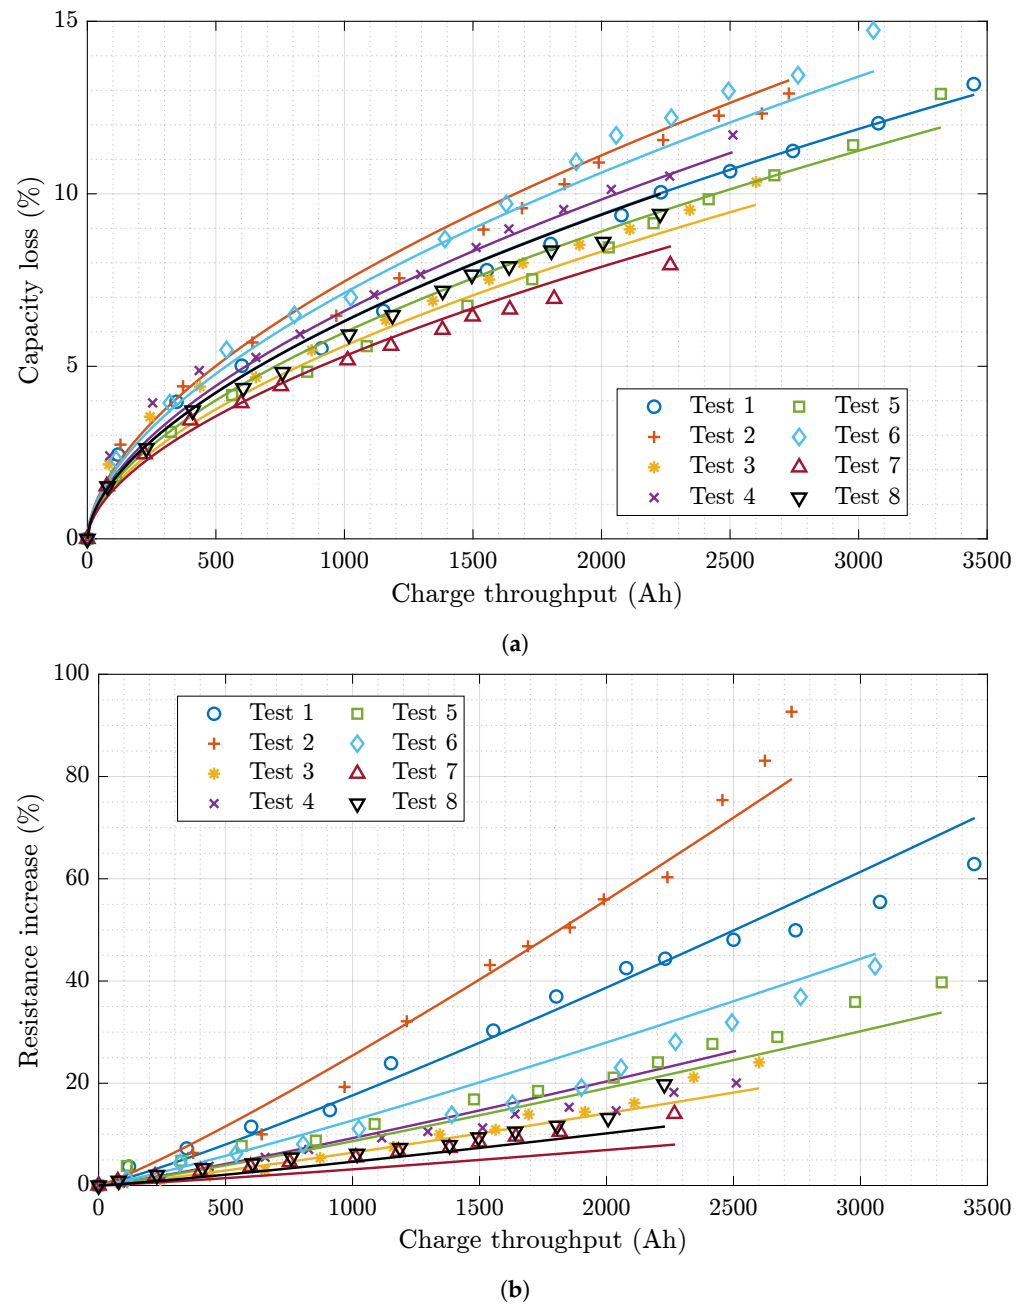 15
10
5
0
Capacity loss (%)
Test 1 Test 5
Test 2 Test 6
Test 3 Test 7
Test 4 Test 8
0 500 1000 1500 2000 2500 3000 3500
Charge throughput (Ah)
(a)
100
80
60
40
20
0
Resistance increase (%)
Test 1 Test 5
Test 2 Test 6
Test 3 Test 7
Test 4 Test 8
0 500 1000 1500 2000 2500 3000 3500
Charge throughput (Ah)
(b)